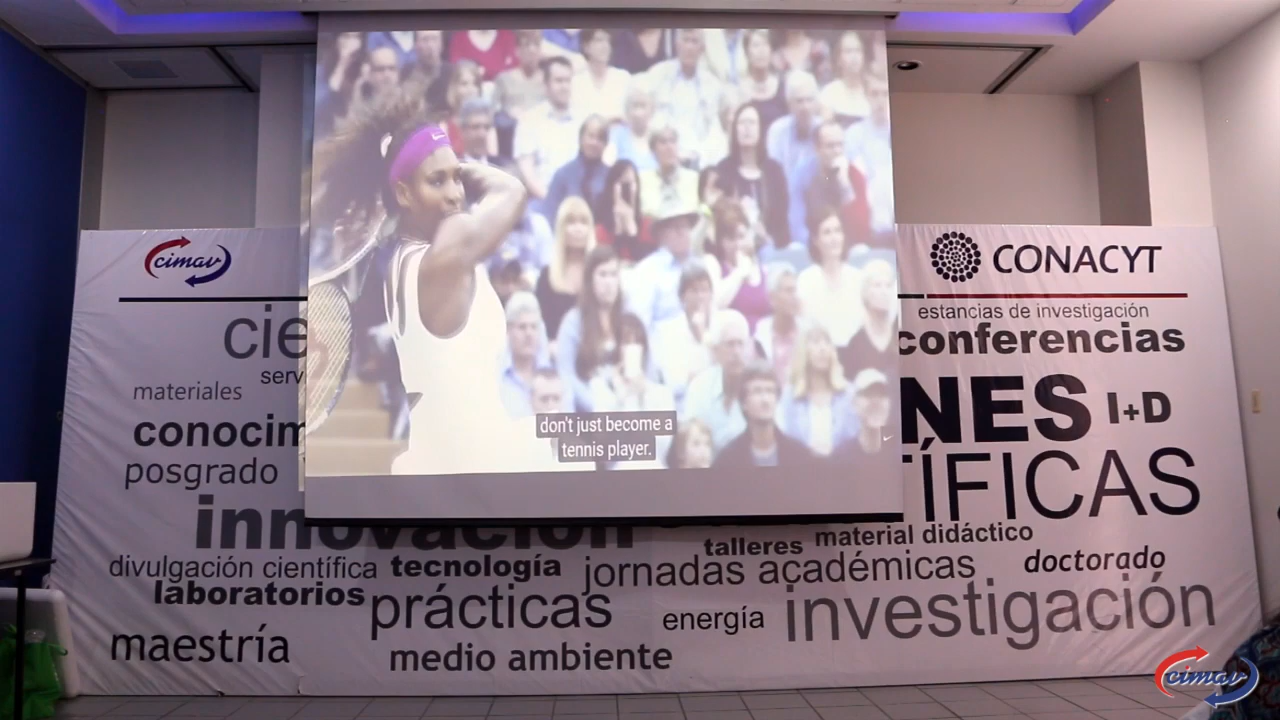 cimav
CONACYT
cie
estancias de investigación
conferencias
materiales
serv
NES
I+D
conocim
posgrado
ÍFICAS
don't just become a
tennis player.
innovación
talleres
material didáctico
divulgación científica
tecnología
jornadas académicas
doctorado
laboratorios
prácticas
energía
investigación
maestría
medio ambiente
cimav